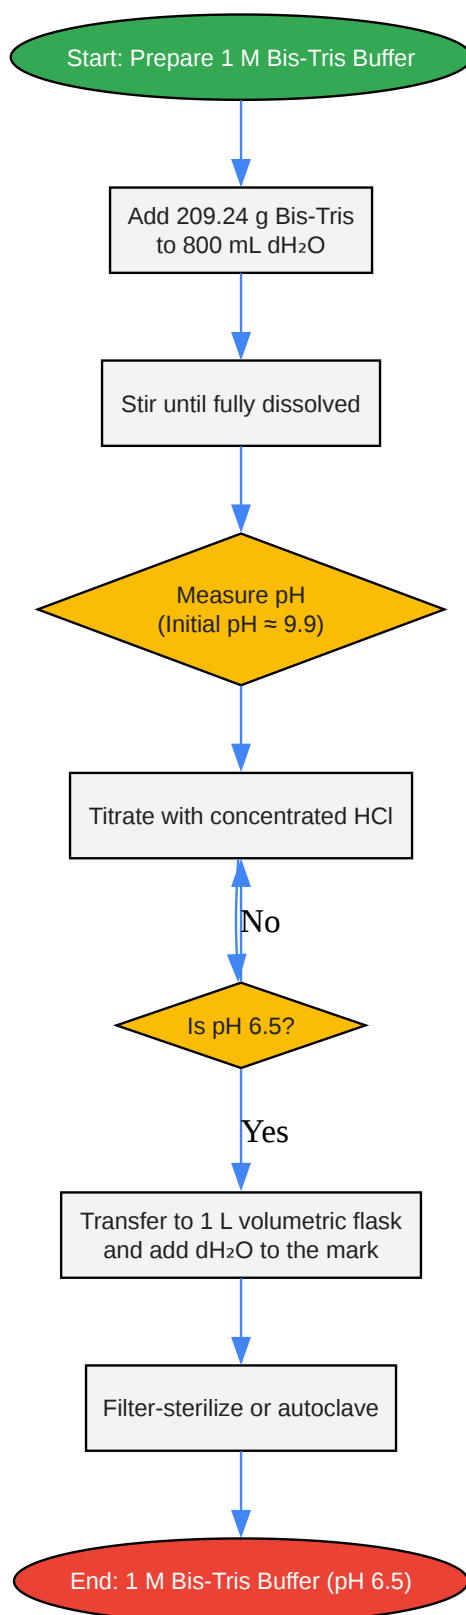 Start: Prepare 1 M Bis-Tris Buffer
Add 209.24 g Bis-Tris
to 800 mL dH₂O
Stir until fully dissolved
Measure pH
(Initial pH ≈ 9.9)
Titrate with concentrated HCl
No
Is pH 6.5?
Yes
Transfer to 1 L volumetric flask
and add dH₂O to the mark
Filter-sterilize or autoclave
End: 1 M Bis-Tris Buffer (pH 6.5)